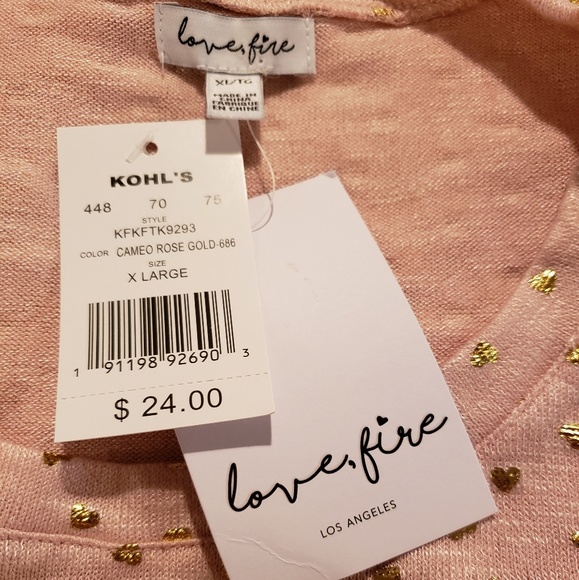 love, fire
XL/TG
MADE IN
CHINA
FABRIQUE
EN CHINE
KOHL'S
448 70 75
STYLE
KFKFTK9293
COLOR CAMEO ROSE GOLD-686
SIZE
X LARGE
1 91198 92690 3
$ 24.00
love, fire
LOS ANGELES